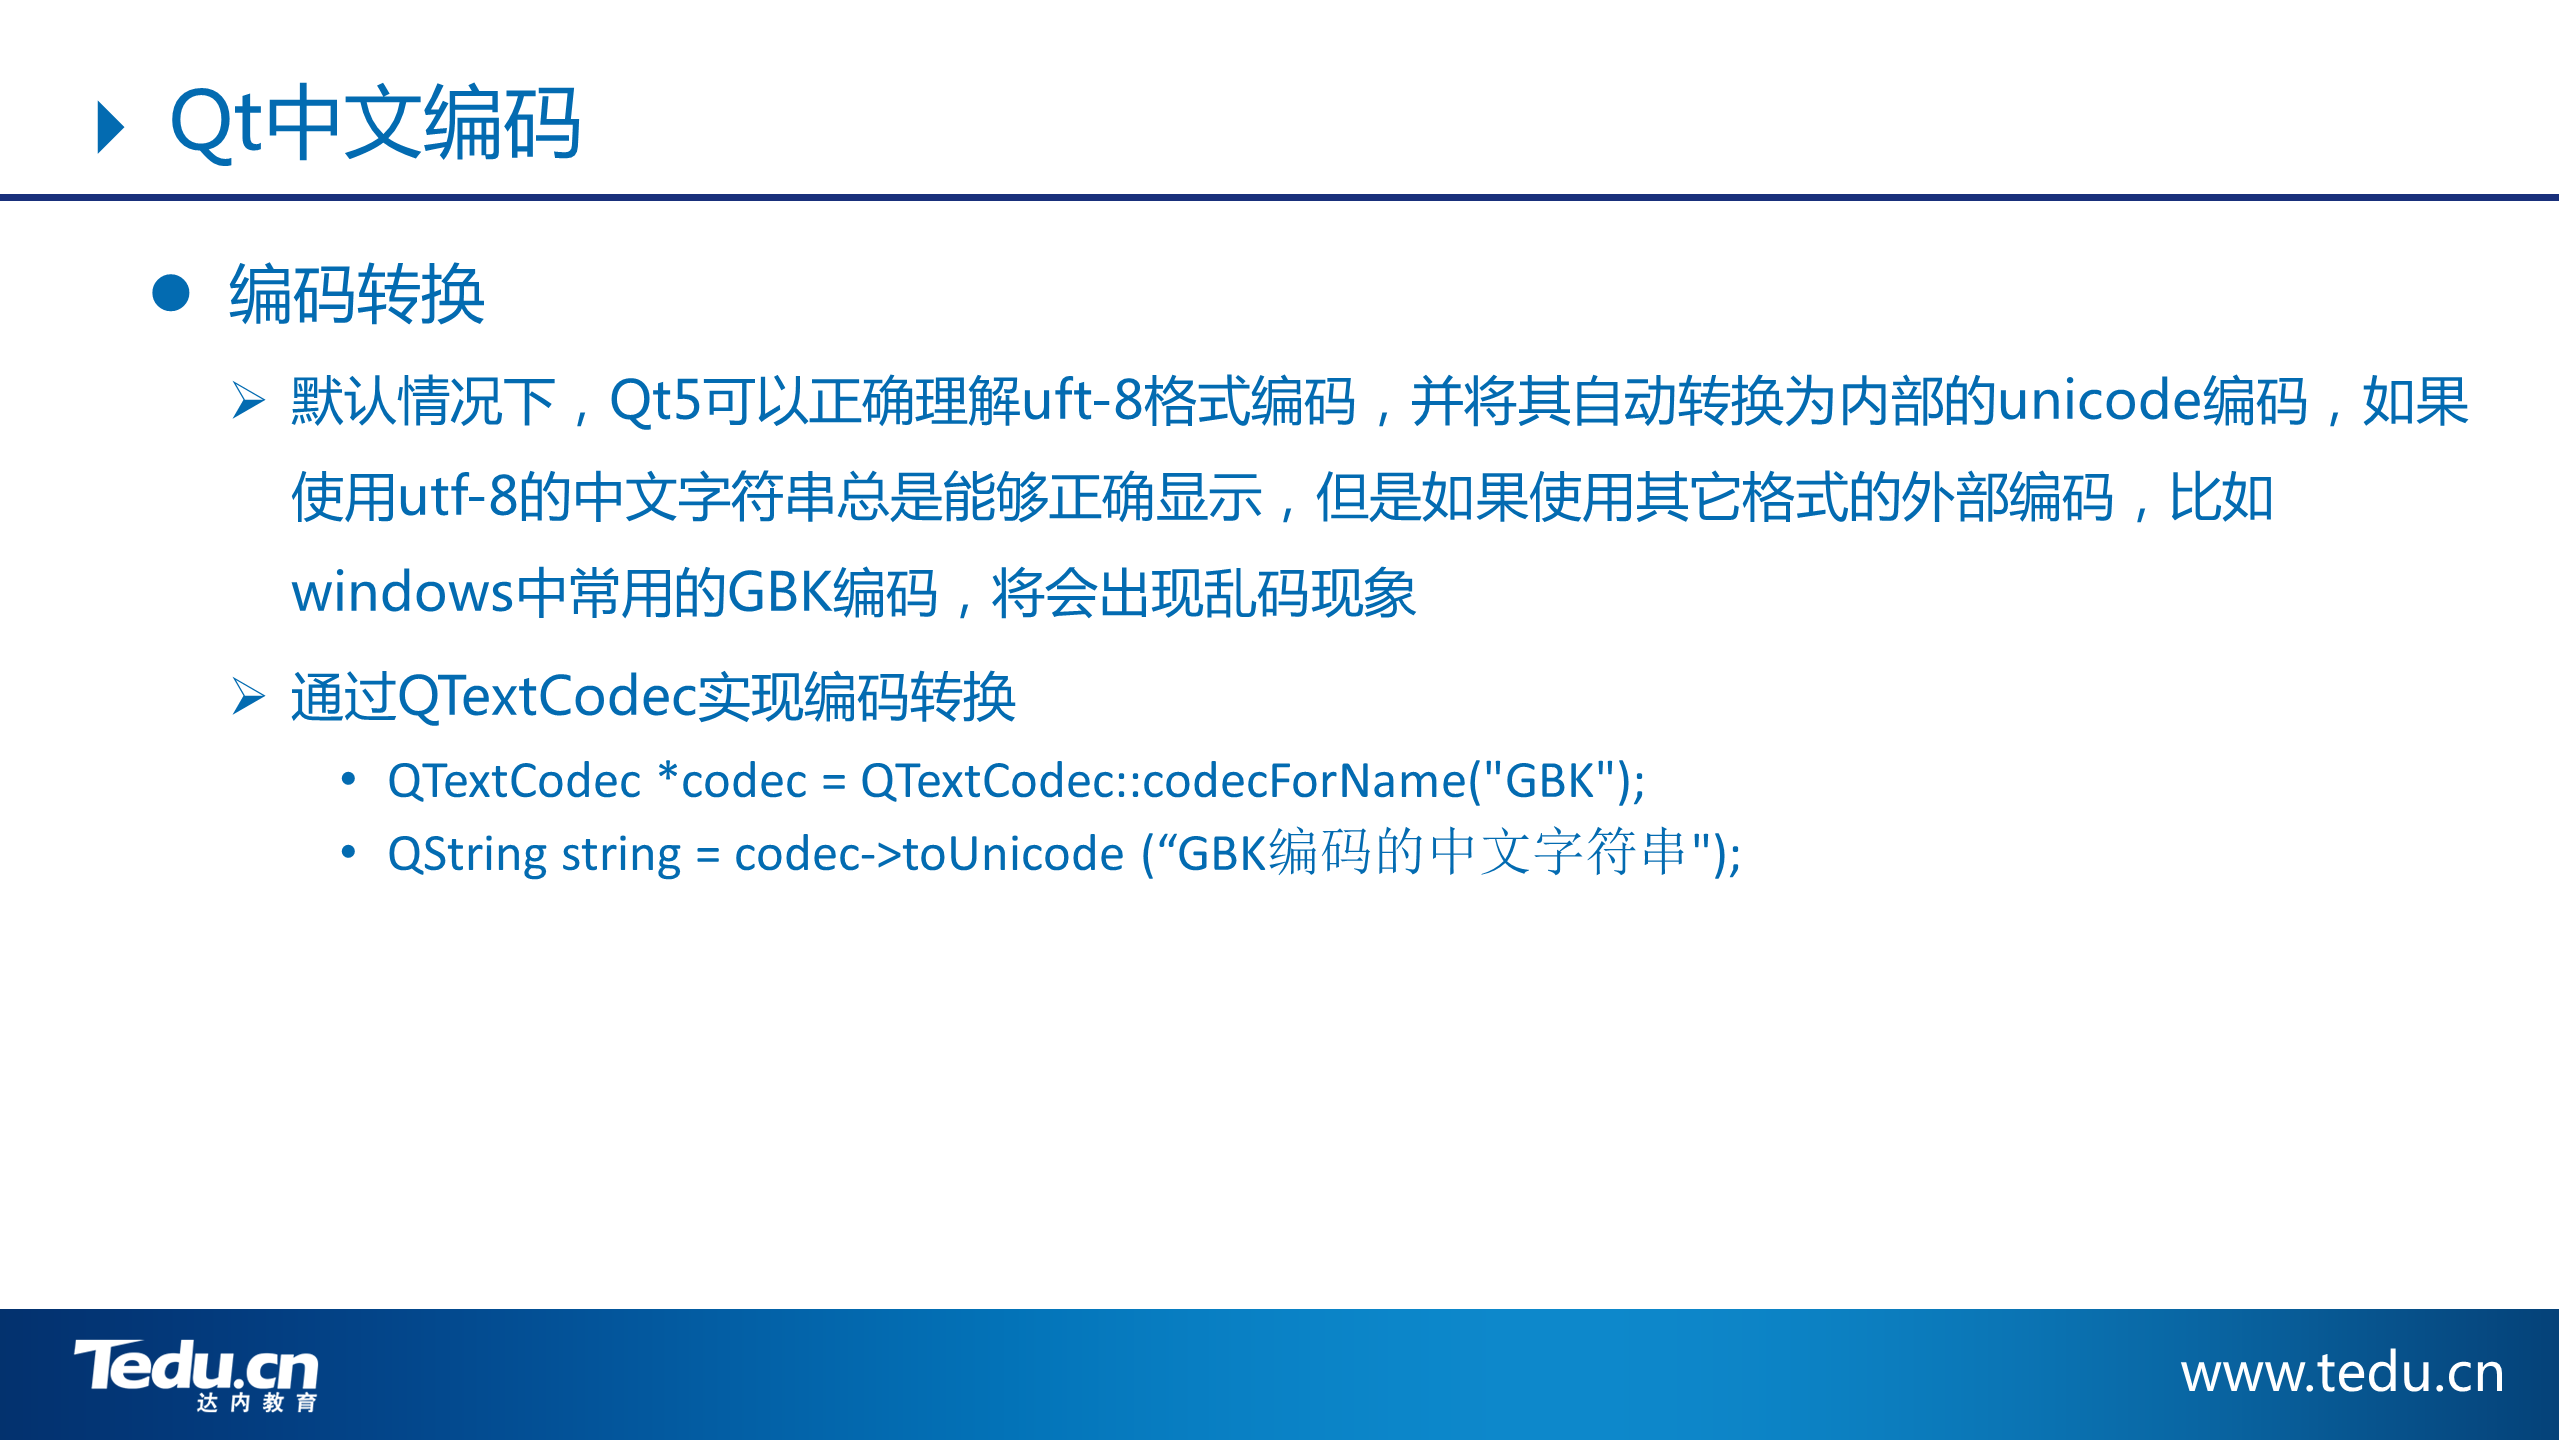 Qt中文编码
编码转换
默认情况下，Qt5可以正确理解uft-8格式编码，并将其自动转换为内部的unicode编码，如果
使用utf-8的中文字符串总是能够正确显示，但是如果使用其它格式的外部编码，比如
windows中常用的GBK编码，将会出现乱码现象
通过QTextCodec实现编码转换
• QTextCodec *codec = QTextCodec::codecForName("GBK");
• QString string = codec->toUnicode (“GBK编码的中文字符串");
Tedu.cn
达内教育
www.tedu.cn